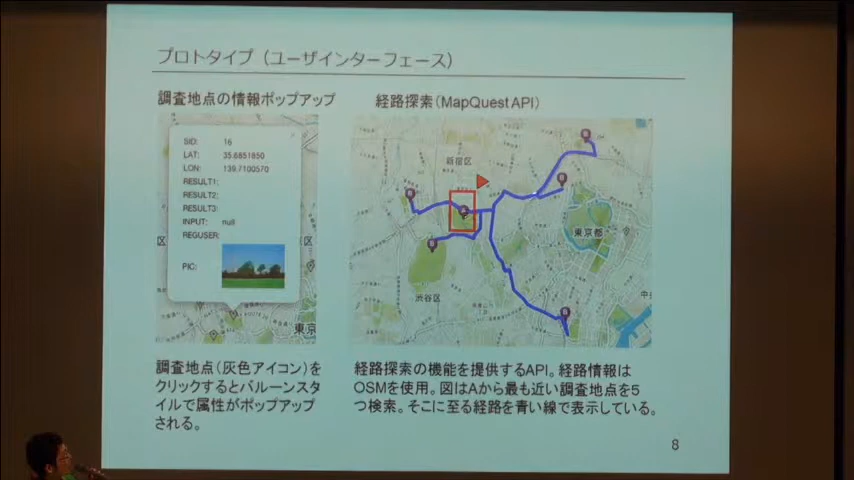 プロトタイプ（ユーザインターフェース）
調査地点の情報ポップアップ
SID: 16
LAT: 35.6851850
LON: 139.7100570
RESULT1:
RESULT2:
RESULT3:
INPUT: null
REGUSER:
PIC:
区
区
東京
調査地点（灰色アイコン）を
クリックするとバルーンスタ
イルで属性がポップアップ
される。
経路探索（MapQuest API）
新宿区
東京都
渋谷区
中
経路探索の機能を提供するAPI。経路情報は
OSMを使用。図はAから最も近い調査地点を5
つ検索。そこに至る経路を青い線で表示している。
8